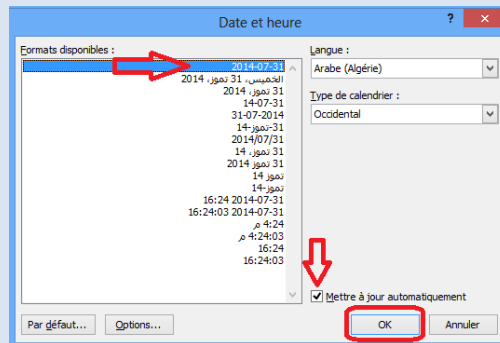 Date et heure
?
Formats disponibles :
2014-07-31
الخميس، 31 تموز، 2014
31 تموز، 2014
14-07-31
31-07-2014
31-تموز-14
2014/07/31
31 تموز، 14
31 تموز 2014
تموز 14
تموز-14
16:24 2014-07-31
16:24:03 2014-07-31
4:24 م
4:24:03 م
16:24
16:24:03
Langue :
Arabe (Algérie)
Type de calendrier :
Occidental
Mettre à jour automatiquement
Par défaut...
Options...
OK
Annuler